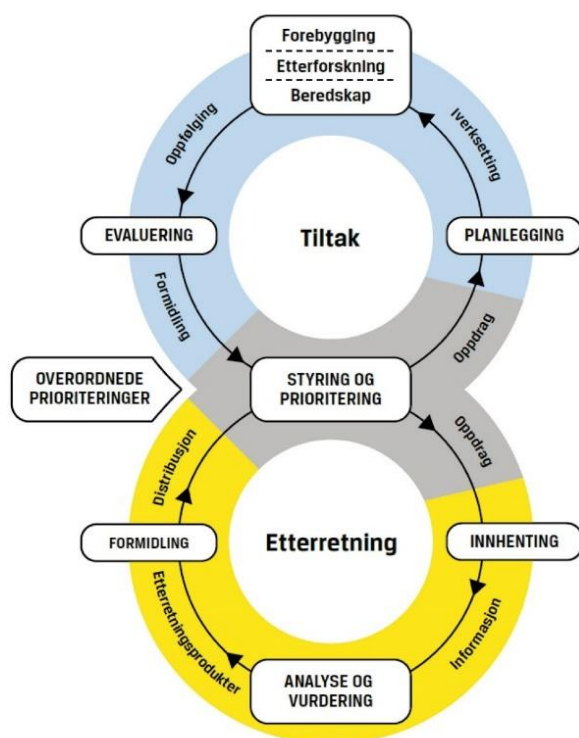 Forebygging
Etterforskning
Beredskap
Oppfølging
Iverksetting
EVALUERING
Tiltak
PLANLEGGING
Formidling
Oppdrag
OVERORDNEDE
PRIORITERINGER
STYRING OG
PRIORITERING
Distribusjon
Oppdrag
FORMIDLING
Etterretning
INNHENTING
Etterretningsprodukter
Informasjon
ANALYSE OG
VURDERING